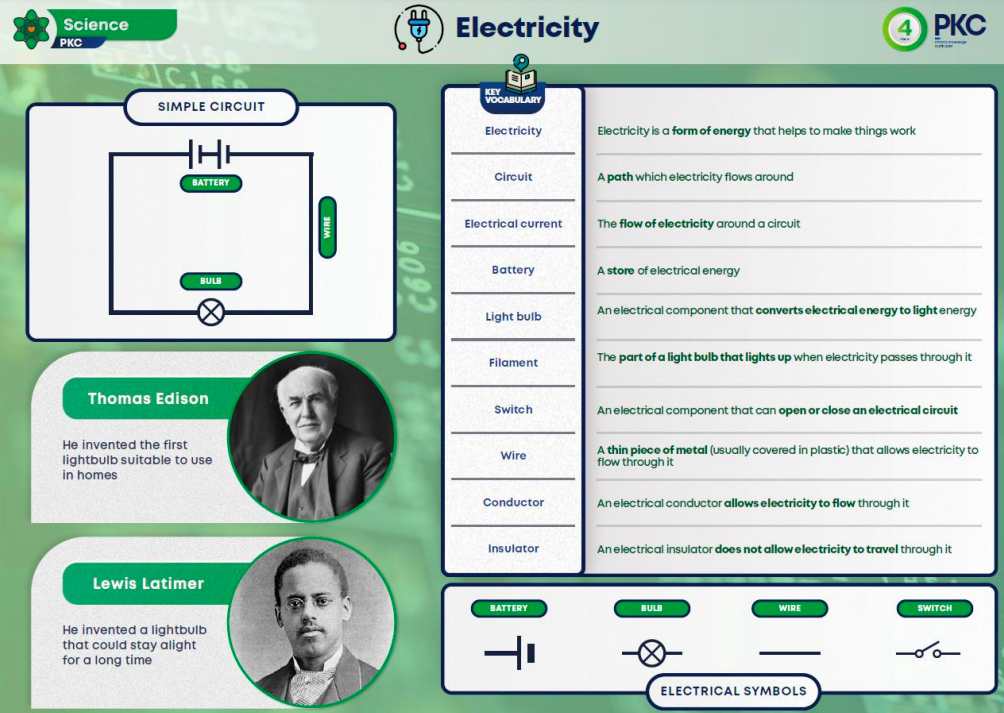 Science
PKC
Electricity
4
PKC
SIMPLE CIRCUIT
BATTERY
WIRE
BULB
Thomas Edison
He invented the first
lightbulb suitable to use
in homes
Lewis Latimer
He invented a lightbulb
that could stay alight
for a long time
KEY
VOCABULARY
Electricity
Electricity is a form of energy that helps to make things work
Circuit
A path which electricity flows around
Electrical current
The flow of electricity around a circuit
Battery
A store of electrical energy
Light bulb
An electrical component that converts electrical energy to light energy
Filament
The part of a light bulb that lights up when electricity passes through it
Switch
An electrical component that can open or close an electrical circuit
Wire
A thin piece of metal (usually covered in plastic) that allows electricity to
flow through it
Conductor
An electrical conductor allows electricity to flow through it
Insulator
An electrical insulator does not allow electricity to travel through it
BATTERY
BULB
WIRE
SWITCH
ELECTRICAL SYMBOLS
C606